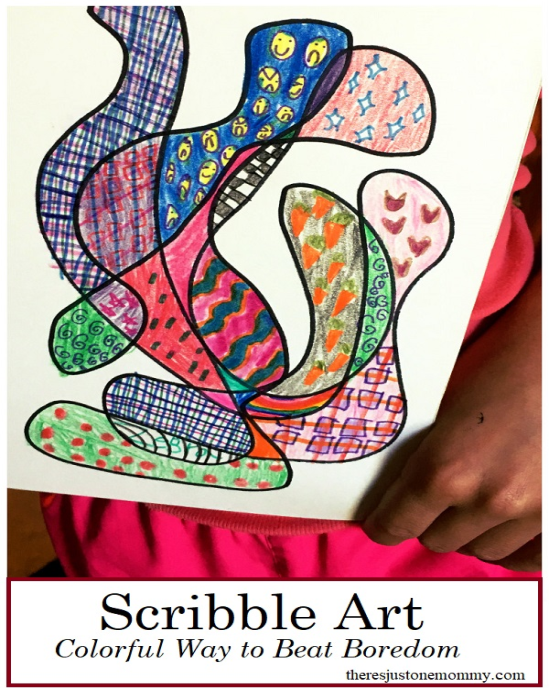 Scribble Art
Colorful Way to Beat Boredom
theresjustonemommy.com